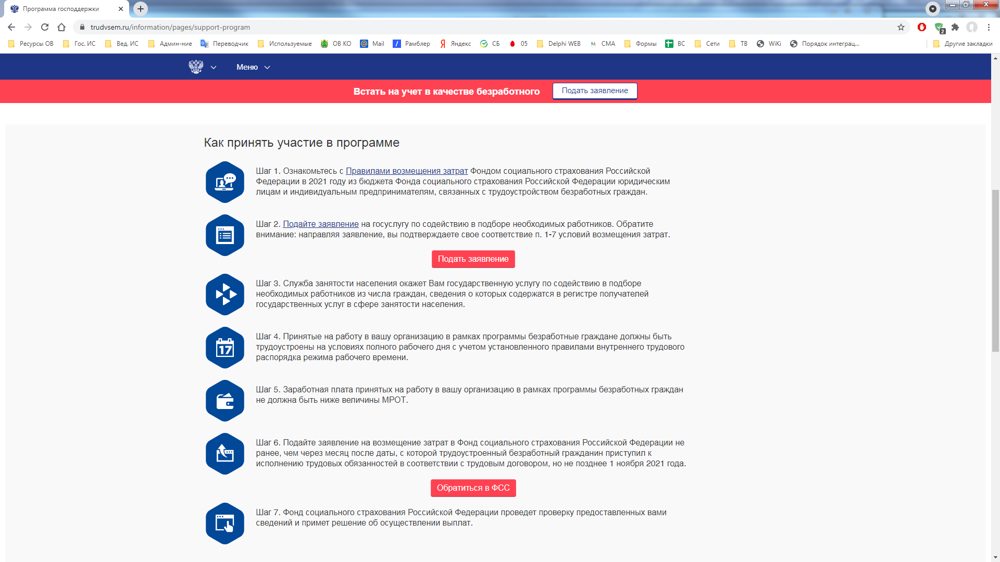 Программа господдержки
trudvsem.ru/information/pages/support-program
2
Ресурсы ОВ Гос. ИС Вед. ИС Админ-ние Переводчик Используемые ОВ КО Mail Рамблер Яндекс СБ 05 Delphi WEB СМА Формы ВС Сети ТВ WiKi Порядок интеграц... Другие закладки
Меню
Встать на учет в качестве безработного Подать заявление
Как принять участие в программе
Шаг 1. Ознакомьтесь с Правилами возмещения затрат Фондом социального страхования Российской
Федерации в 2021 году из бюджета Фонда социального страхования Российской Федерации юридическим
лицам и индивидуальным предпринимателям, связанных с трудоустройством безработных граждан.
Шаг 2. Подайте заявление на госуслугу по содействию в подборе необходимых работников. Обратите
внимание: направляя заявление, вы подтверждаете свое соответствие п. 1-7 условий возмещения затрат.
Подать заявление
Шаг 3. Служба занятости населения окажет Вам государственную услугу по содействию в подборе
необходимых работников из числа граждан, сведения о которых содержатся в регистре получателей
государственных услуг в сфере занятости населения.
17
Шаг 4. Принятые на работу в вашу организацию в рамках программы безработные граждане должны быть
трудоустроены на условиях полного рабочего дня с учетом установленного правилами внутреннего трудового
распорядка режима рабочего времени.
Шаг 5. Заработная плата принятых на работу в вашу организацию в рамках программы безработных граждан
не должна быть ниже величины МРОТ.
Шаг 6. Подайте заявление на возмещение затрат в Фонд социального страхования Российской Федерации не
ранее, чем через месяц после даты, с которой трудоустроенный безработный гражданин приступил к
исполнению трудовых обязанностей в соответствии с трудовым договором, но не позднее 1 ноября 2021 года.
Обратиться в ФСС
Шаг 7. Фонд социального страхования Российской Федерации проведет проверку предоставленных вами
сведений и примет решение об осуществлении выплат.